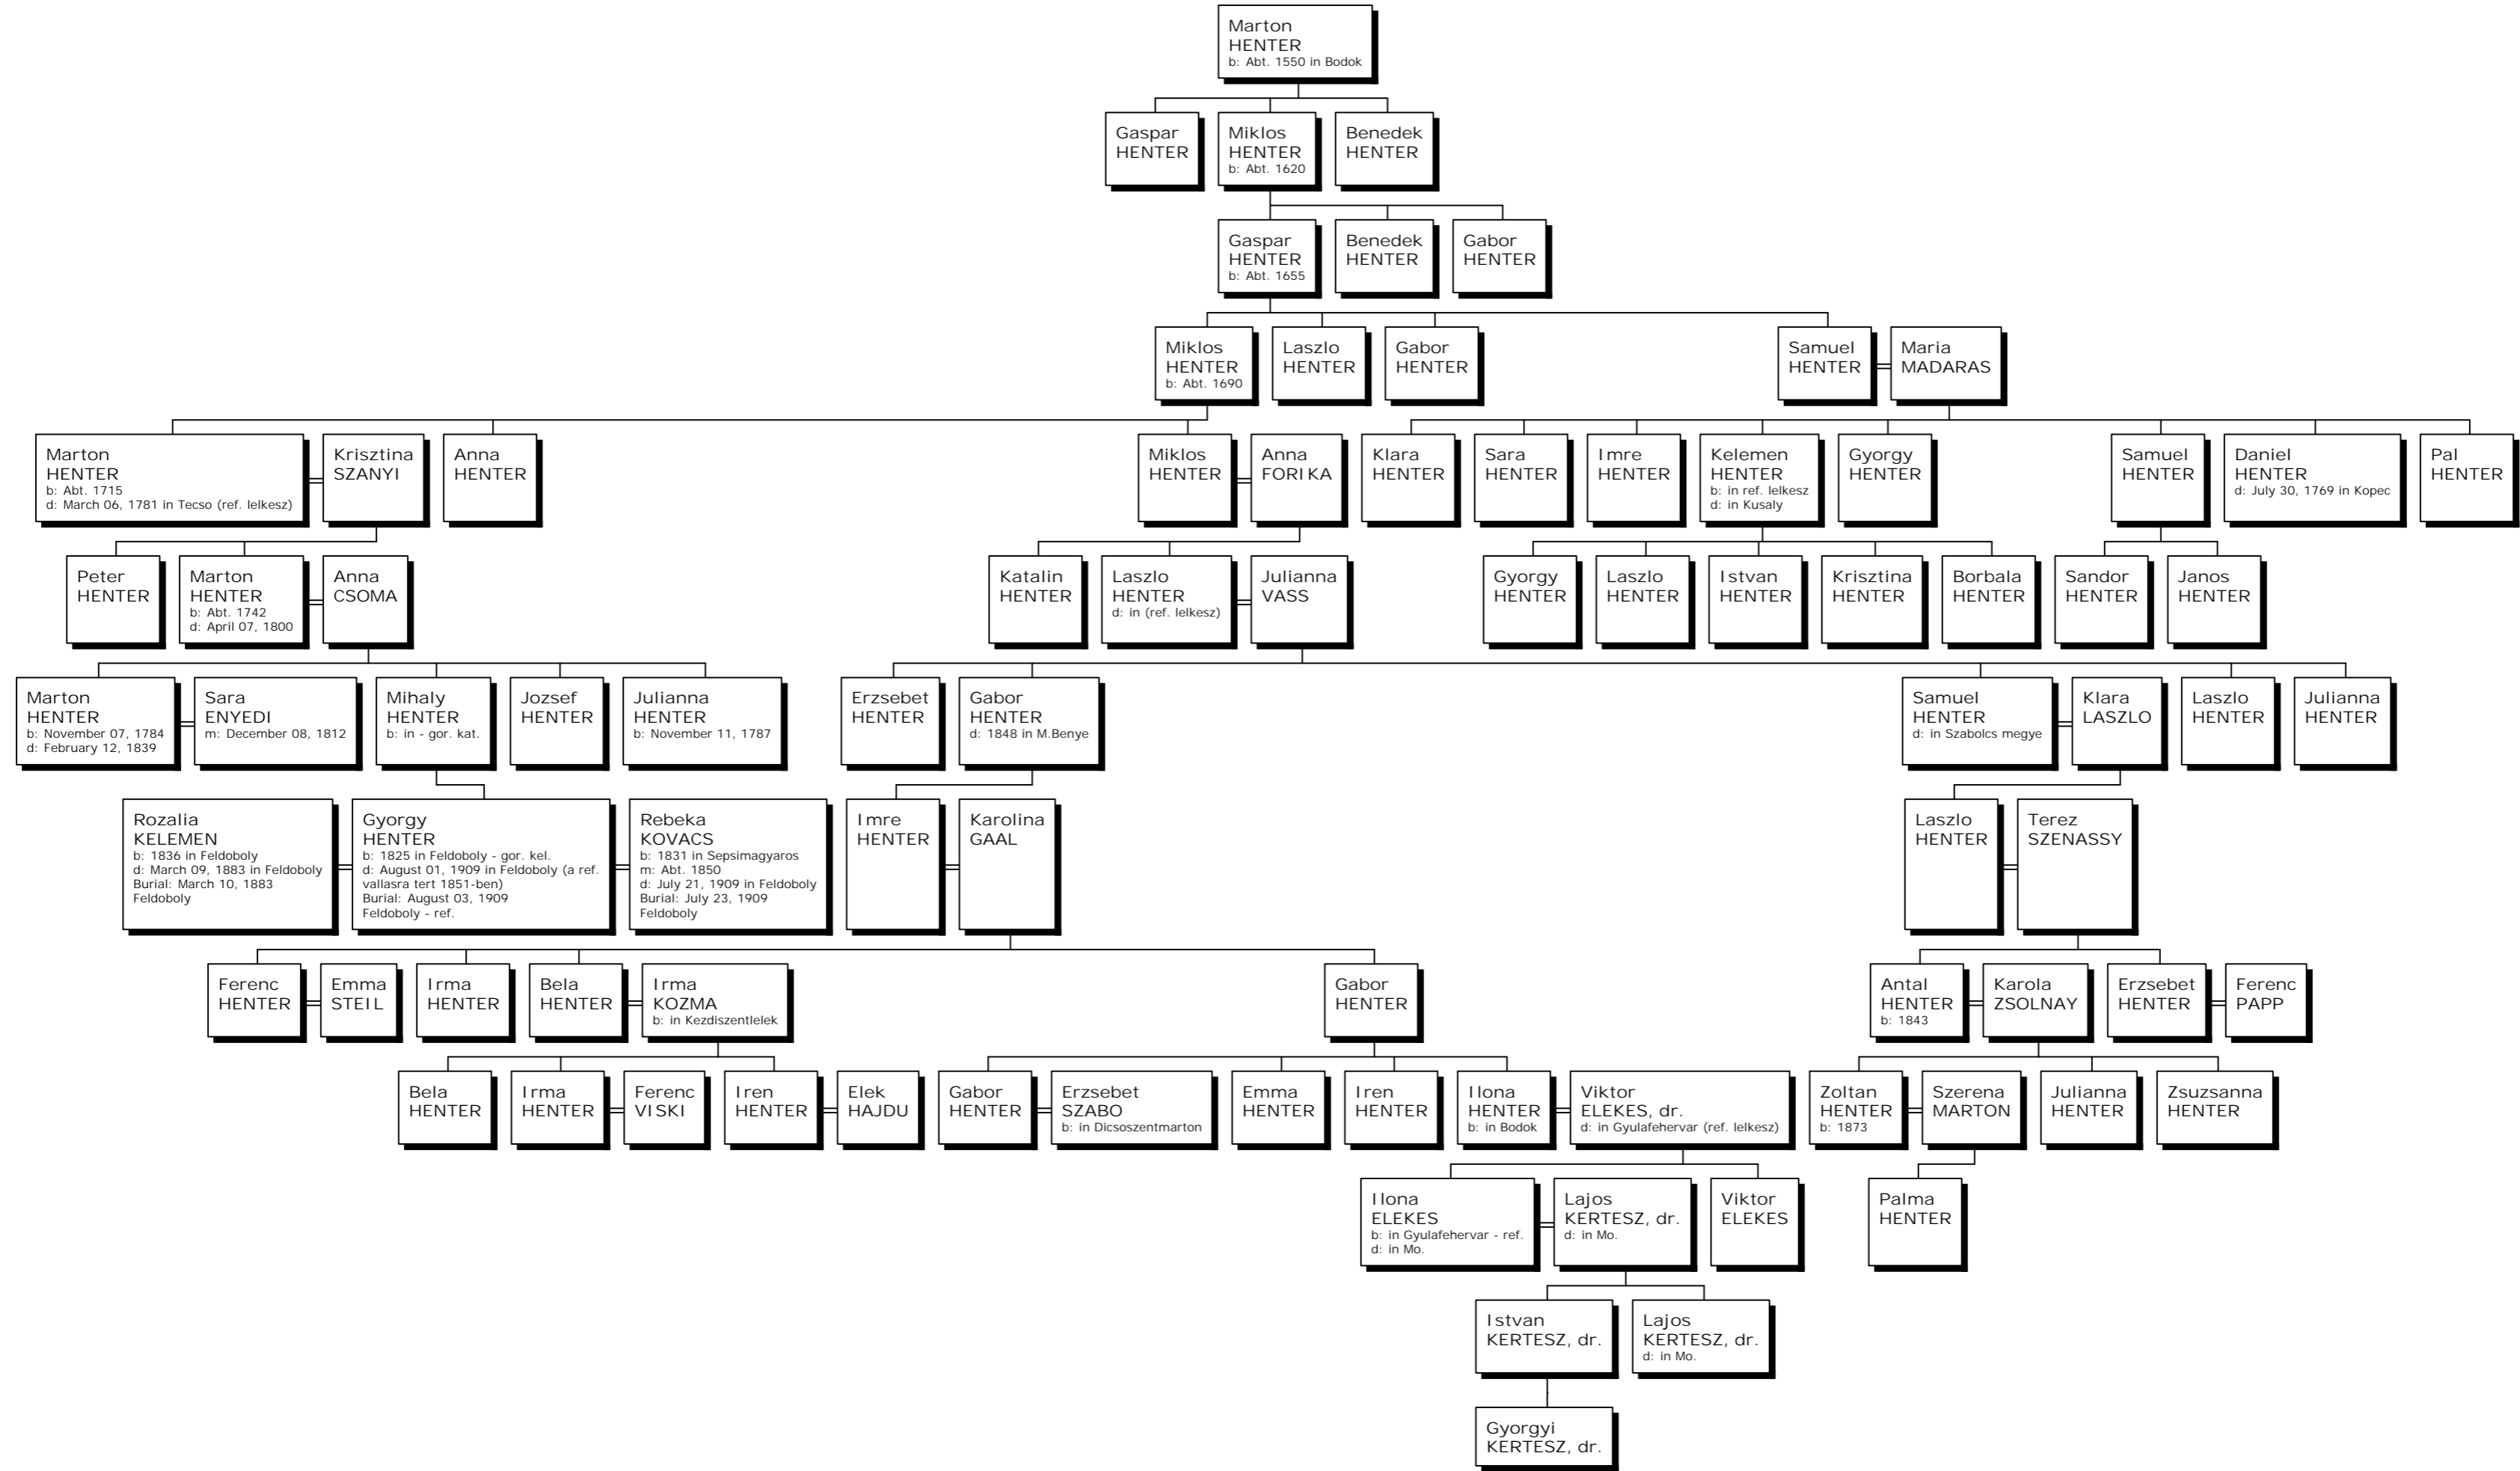 Marton
HENTER
b: Abt. 1550 in Bodok
Gaspar
HENTER
Miklos
HENTER
b: Abt. 1620
Benedek
HENTER
Gaspar
HENTER
b: Abt. 1655
Benedek
HENTER
Gabor
HENTER
Miklos
HENTER
b: Abt. 1690
Laszlo
HENTER
Gabor
HENTER
Samuel
HENTER
Maria
MADARAS
Marton
HENTER
b: Abt. 1715
d: March 06, 1781 in Tecso (ref. lelkesz)
Krisztina
SZANYI
Anna
HENTER
Miklos
HENTER
Anna
FORIKA
Klara
HENTER
Sara
HENTER
Imre
HENTER
Kelemen
HENTER
b: in ref. lelkesz
d: in Kusaly
Gyorgy
HENTER
Samuel
HENTER
Daniel
HENTER
d: July 30, 1769 in Kopec
Pal
HENTER
Peter
HENTER
Marton
HENTER
b: Abt. 1742
d: April 07, 1800
Anna
CSOMA
Katalin
HENTER
Laszlo
HENTER
d: in (ref. lelkesz)
Julianna
VASS
Gyorgy
HENTER
Laszlo
HENTER
Istvan
HENTER
Krisztina
HENTER
Borbala
HENTER
Sandor
HENTER
Janos
HENTER
Marton
HENTER
b: November 07, 1784
d: February 12, 1839
Sara
ENYEDI
m: December 08, 1812
Mihaly
HENTER
b: in - gor. kat.
Jozsef
HENTER
Julianna
HENTER
b: November 11, 1787
Erzsebet
HENTER
Gabor
HENTER
d: 1848 in M.Benye
Samuel
HENTER
d: in Szabolcs megye
Klara
LASZLO
Laszlo
HENTER
Julianna
HENTER
Rozalia
KELEMEN
b: 1836 in Feldoboly
d: March 09, 1883 in Feldoboly
Burial: March 10, 1883
Feldoboly
Gyorgy
HENTER
b: 1825 in Feldoboly - gor. kel.
d: August 01, 1909 in Feldoboly (a ref.
vallasra tert 1851-ben)
Burial: August 03, 1909
Feldoboly - ref.
Rebeka
KOVACS
b: 1831 in Sepsimagyaros
m: Abt. 1850
d: July 21, 1909 in Feldoboly
Burial: July 23, 1909
Feldoboly
Imre
HENTER
Karolina
GAAL
Laszlo
HENTER
Terez
SZENASSY
Ferenc
HENTER
Emma
STEIL
Irma
HENTER
Bela
HENTER
Irma
KOZMA
b: in Kezdiszentlelek
Gabor
HENTER
Antal
HENTER
b: 1843
Karola
ZSOLNAY
Erzsebet
HENTER
Ferenc
PAPP
Bela
HENTER
Irma
HENTER
Ferenc
VISKI
Iren
HENTER
Elek
HAJDU
Gabor
HENTER
Erzsebet
SZABO
b: in Dicsoszentmarton
Emma
HENTER
Iren
HENTER
Ilona
HENTER
b: in Bodok
Viktor
ELEKES, dr.
d: in Gyulafehervar (ref. lelkesz)
Zoltan
HENTER
b: 1873
Szerena
MARTON
Julianna
HENTER
Zsuzsanna
HENTER
Ilona
ELEKES
b: in Gyulafehervar - ref.
d: in Mo.
Lajos
KERTESZ, dr.
d: in Mo.
Viktor
ELEKES
Palma
HENTER
Istvan
KERTESZ, dr.
Lajos
KERTESZ, dr.
d: in Mo.
Gyorgyi
KERTESZ, dr.